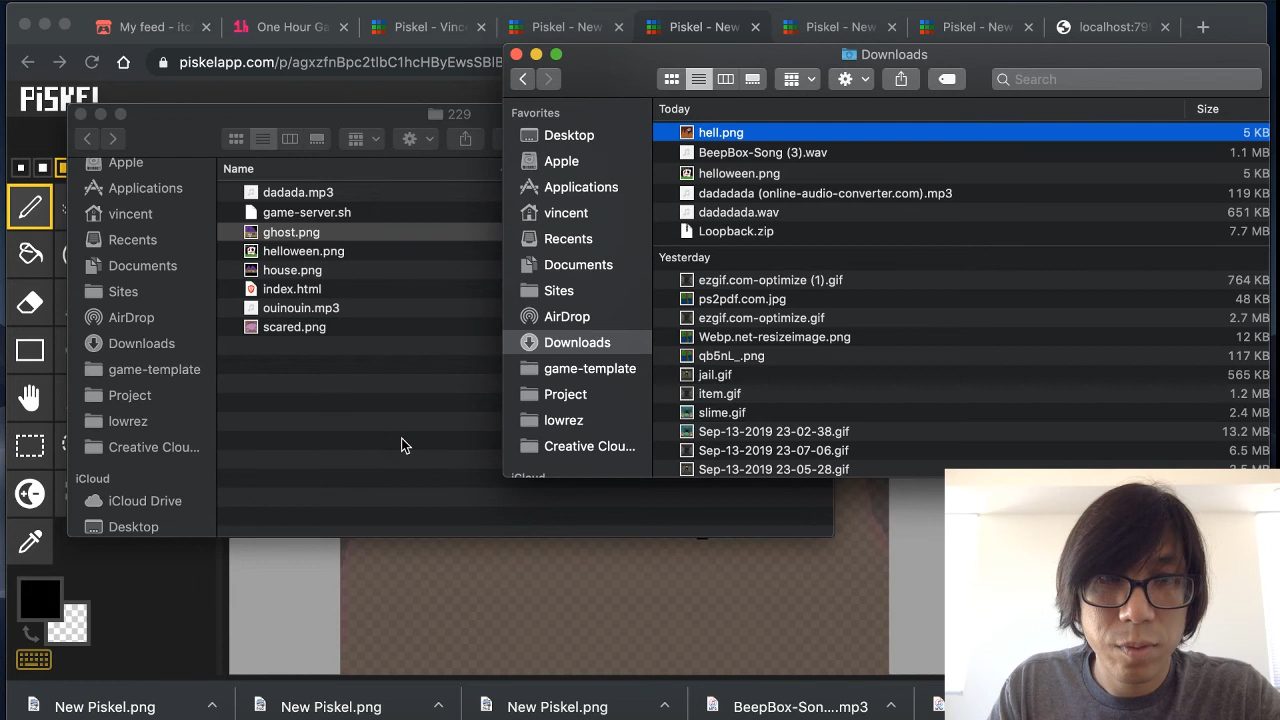 My feed - itc
One Hour Ga
Piskel - Vince
Piskel - New
Piskel - New
Piskel - New
Piskel - New
localhost:799
piskelapp.com/p/agxzfnBpc2tlbC1hcHByEwsSBlB
PiSKEL
229
Apple
Applications
vincent
Recents
Documents
Sites
AirDrop
Downloads
game-template
Project
lowrez
Creative Clou...
iCloud
iCloud Drive
Desktop
Name
dadada.mp3
game-server.sh
ghost.png
helloween.png
house.png
index.html
ouinouin.mp3
scared.png
Downloads
Search
Favorites
Desktop
Apple
Applications
vincent
Recents
Documents
Sites
AirDrop
Downloads
game-template
Project
lowrez
Creative Clou...
Today Size
hell.png 5 KB
BeepBox-Song (3).wav 1.1 MB
helloween.png 5 KB
dadadada (online-audio-converter.com).mp3 119 KB
dadadada.wav 651 KB
Loopback.zip 7.7 MB
Yesterday
ezgif.com-optimize (1).gif 764 KB
ps2pdf.com.jpg 48 KB
ezgif.com-optimize.gif 1 MB
Webp.net-resizeimage.png 12 KB
qb5nL_.png 117 KB
jail.gif 565 KB
item.gif 1.2 MB
slime.gif 2.4 MB
Sep-13-2019 23-02-38.gif 13.2 MB
Sep-13-2019 23-07-06.gif 6.5 MB
Sep-13-2019 23-05-28.gif
New Piskel.png
New Piskel.png
New Piskel.png
BeepBox-Son....mp3